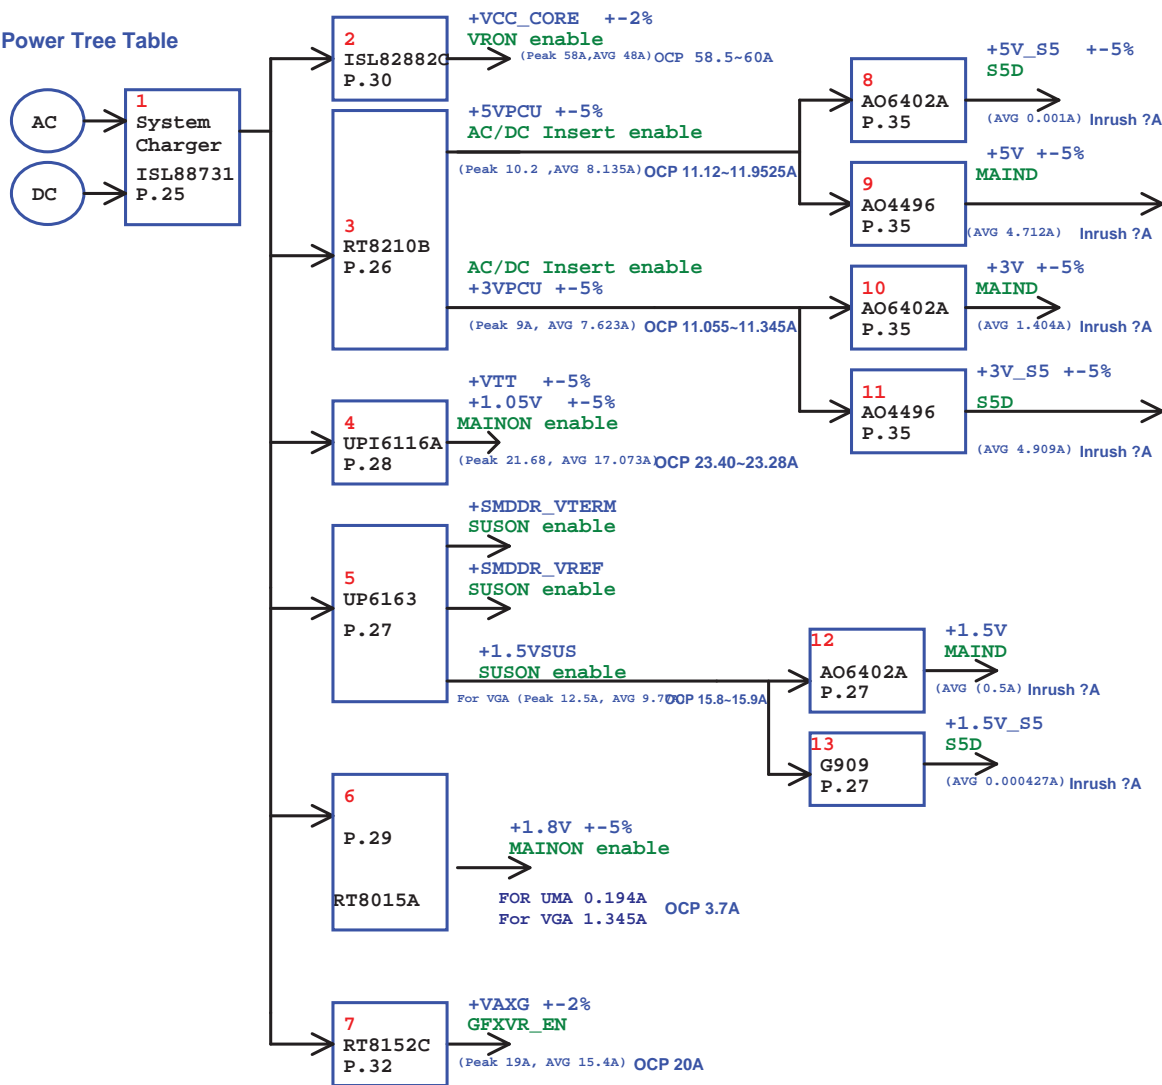 Power Tree Table
AC
DC
1
System
Charger
ISL88731
P.25
2
ISL82882C
P.30
+VCC_CORE +-2%
VRON enable
(Peak 58A,AVG 48A) OCP 58.5~60A
3
RT8210B
P.26
+5VPCU +-5%
AC/DC Insert enable
(Peak 10.2 ,AVG 8.135A) OCP 11.12~11.9525A
AC/DC Insert enable
+3VPCU +-5%
(Peak 9A, AVG 7.623A) OCP 11.055~11.345A
8
AO6402A
P.35
+5V_S5 +-5%
S5D
(AVG 0.001A) Inrush ?A
9
AO4496
P.35
+5V +-5%
MAIND
(AVG 4.712A) Inrush ?A
10
AO6402A
P.35
+3V +-5%
MAIND
(AVG 1.404A) Inrush ?A
11
AO4496
P.35
+3V_S5 +-5%
S5D
(AVG 4.909A) Inrush ?A
4
UPI6116A
P.28
+VTT +-5%
+1.05V +-5%
MAINON enable
(Peak 21.68, AVG 17.073A) OCP 23.40~23.28A
5
UP6163
P.27
+SMDDR_VTERM
SUSON enable
+SMDDR_VREF
SUSON enable
+1.5VSUS
SUSON enable
For VGA (Peak 12.5A, AVG OCP 15.8~15.9A
12
AO6402A
P.27
+1.5V
MAIND
(AVG (0.5A) Inrush ?A
13
G909
P.27
+1.5V_S5
S5D
(AVG 0.000427A) Inrush ?A
6
P.29
RT8015A
+1.8V +-5%
MAINON enable
FOR UMA 0.194A
For VGA 1.345A
OCP 3.7A
7
RT8152C
P.32
+VAXG +-2%
GFXVR_EN
(Peak 19A, AVG 15.4A) OCP 20A